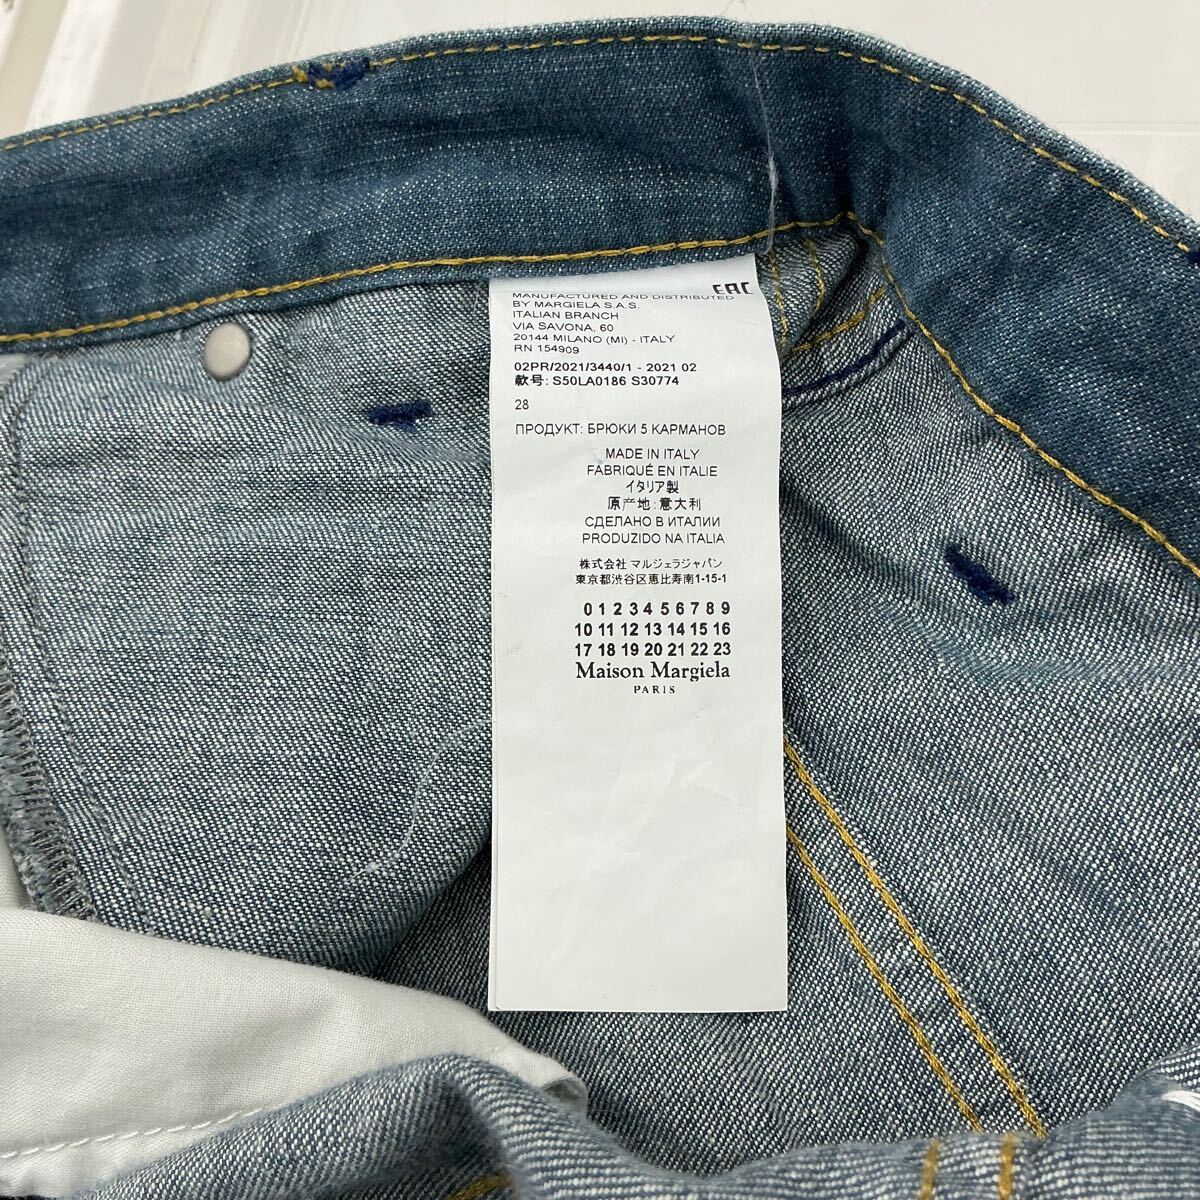 EAC
MANUFACTURED AND DISTRIBUTED
BY MARGIELA S.A.S.
ITALIAN BRANCH
VIA SAVONA, 60
20144 MILANO (MI) - ITALY
RN 154909
02PR/2021/3440/1 - 2021 02
款号: S50LA0186 S30774
28
ПРОДУКТ: БРЮКИ 5 КАРМАНОВ
MADE IN ITALY
FABRIQUÉ EN ITALIE
イタリア製
原产地: 意大利
СДЕЛАНО В ИТАЛИИ
PRODUZIDO NA ITALIA
株式会社 マルジェラジャパン
東京都渋谷区恵比寿南1-15-1
0 1 2 3 4 5 6 7 8 9
10 11 12 13 14 15 16
17 18 19 20 21 22 23
Maison Margiela
PARIS